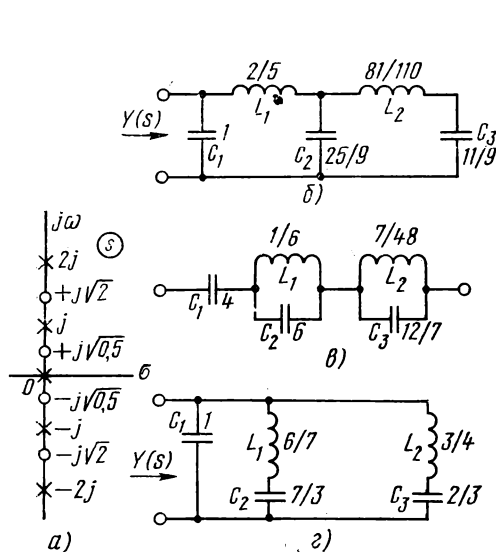 2/5
81/110
L₁
L₂
Y(s)
1
C₁
C₂
25/9
C₃
11/9
б)
jω
s
2j
+j√2
j
+j√0,5
0
б
−j√0,5
−j
−j√2
−2j
а)
1/6
7/48
L₁
L₂
C₁
4
C₂
6
C₃
12/7
в)
C₁
1
L₁
6/7
L₂
3/4
Y(s)
C₂
7/3
C₃
2/3
г)